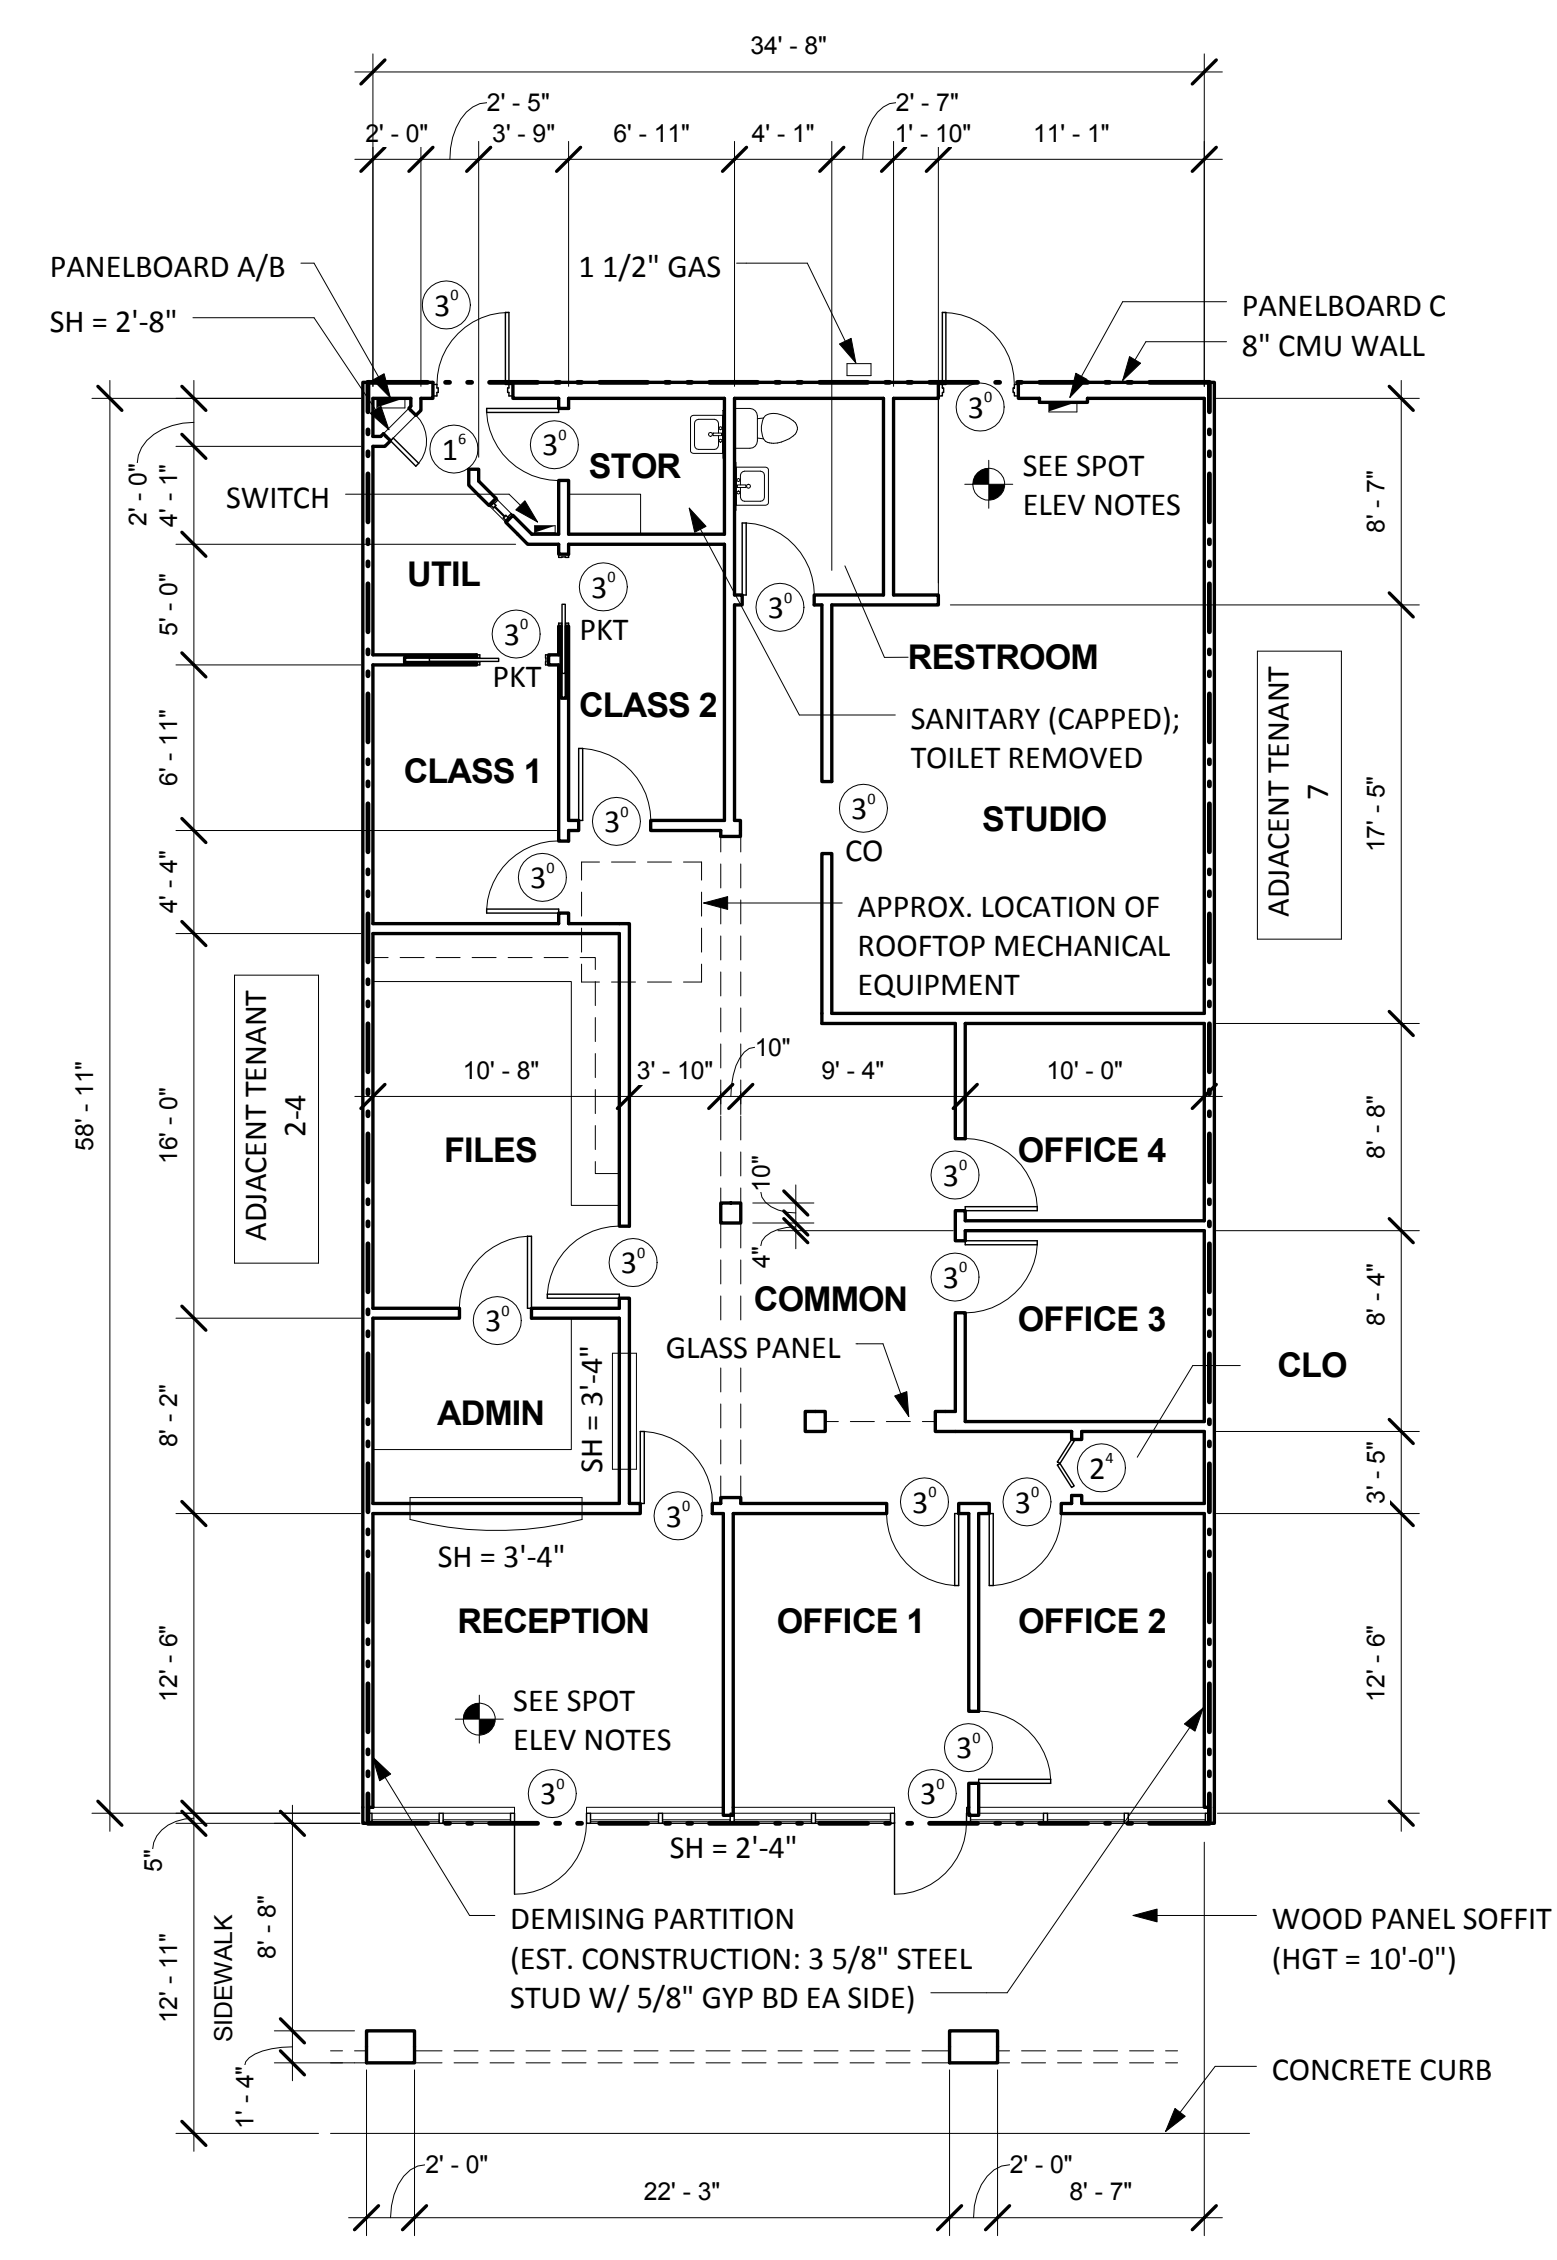 34' - 8"
2' - 5"
2' - 7"
2' - 0"
3' - 9"
6' - 11"
4' - 1"
1' - 10"
11' - 1"
PANELBOARD A/B
SH = 2'-8"
1 1/2" GAS
PANELBOARD C
8" CMU WALL
3⁰
3⁰
3⁰
1⁶
STOR
SEE SPOT
ELEV NOTES
SWITCH
2' - 0"
4' - 1"
8' - 7"
UTIL
3⁰
PKT
3⁰
5' - 0"
3⁰
PKT
RESTROOM
CLASS 2
SANITARY (CAPPED);
TOILET REMOVED
CLASS 1
6' - 11"
ADJACENT TENANT
7
3⁰
CO
STUDIO
3⁰
17' - 5"
3⁰
4' - 4"
APPROX. LOCATION OF
ROOFTOP MECHANICAL
EQUIPMENT
ADJACENT TENANT
2-4
58' - 11"
16' - 0"
10' - 8"
3' - 10"
10"
9' - 4"
10' - 0"
8' - 8"
FILES
OFFICE 4
3⁰
10"
4"
3⁰
3⁰
COMMON
OFFICE 3
3⁰
8' - 4"
GLASS PANEL
CLO
ADMIN
SH = 3'-4"
8' - 2"
2⁴
3' - 5"
3⁰
3⁰
3⁰
SH = 3'-4"
RECEPTION
OFFICE 1
OFFICE 2
12' - 6"
12' - 6"
SEE SPOT
ELEV NOTES
3⁰
3⁰
3⁰
SH = 2'-4"
5"
DEMISING PARTITION
(EST. CONSTRUCTION: 3 5/8" STEEL
STUD W/ 5/8" GYP BD EA SIDE)
WOOD PANEL SOFFIT
(HGT = 10'-0")
8' - 8"
SIDEWALK
12' - 11"
1' - 4"
CONCRETE CURB
2' - 0"
22' - 3"
2' - 0"
8' - 7"